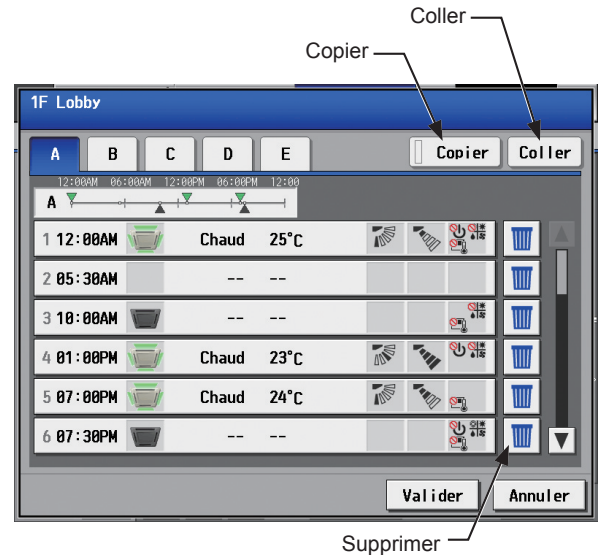 Coller
Copier
1F Lobby
A B C D E Copier Coller
12:00AM 06:00AM 12:00PM 06:00PM 12:00
A
1 12:00AM Chaud 25°C
2 05:30AM -- --
3 10:00AM -- --
4 01:00PM Chaud 23°C
5 07:00PM Chaud 24°C
6 07:30PM -- --
Valider Annuler
Supprimer